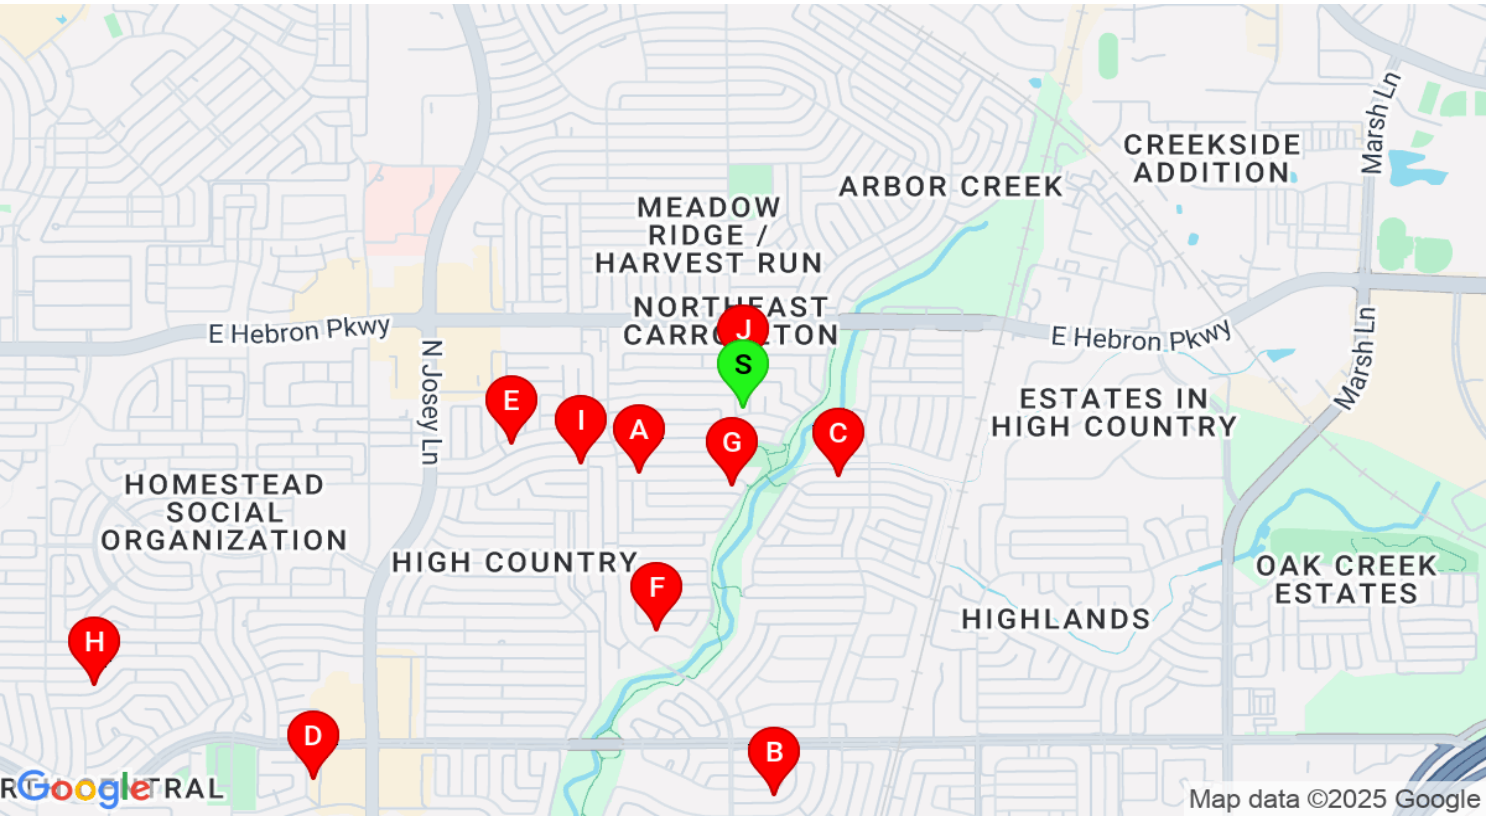 Marsh Ln
CREEKSIDE
ADDITION
ARBOR CREEK
MEADOW
RIDGE /
HARVEST RUN
NORTHEAST
J
E Hebron Pkwy
E Hebron Pkwy
S
N Josey Ln
Marsh Ln
E
I
A
G
C
ESTATES IN
HIGH COUNTRY
HOMESTEAD
SOCIAL
ORGANIZATION
HIGH COUNTRY
F
OAK CREEK
ESTATES
HIGHLANDS
H
D
B
Google
Map data ©2025 Google